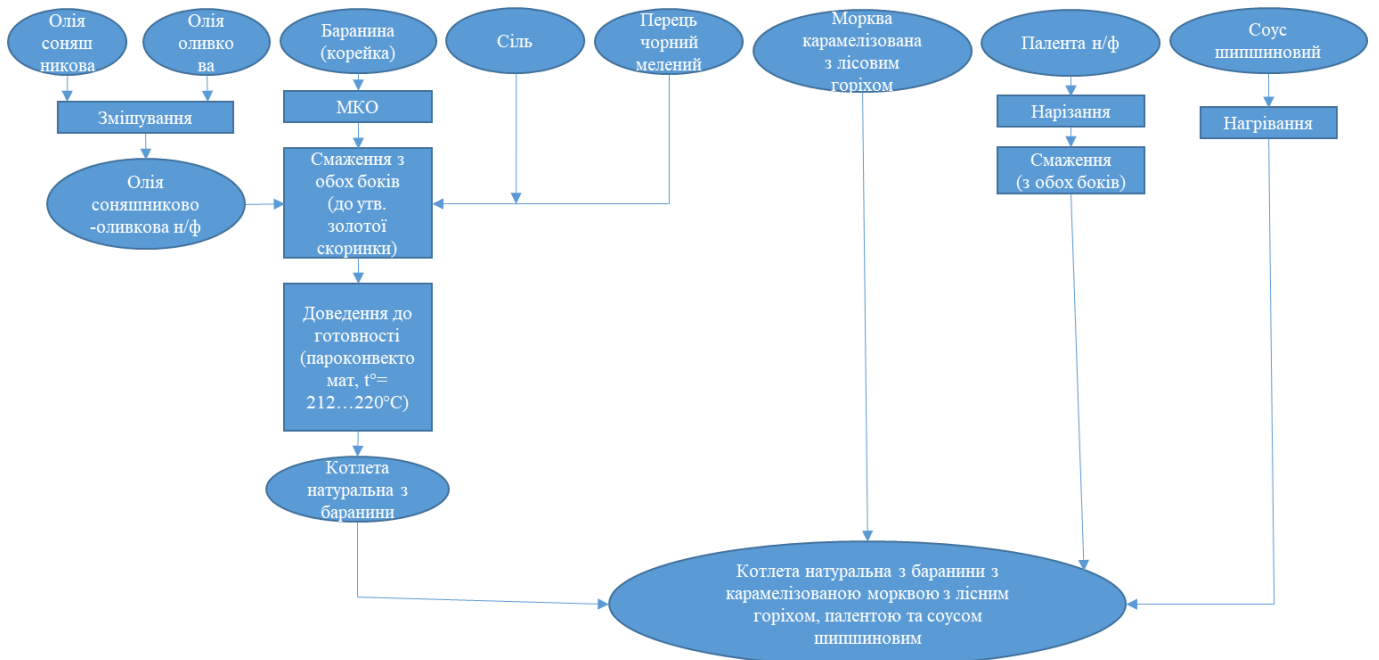 Олія
соняш
никова
Олія
оливко
ва
Баранина
(корейка)
Сіль
Перець
чорний
мелений
Морква
карамелізована
з лісовим
горіхом
Палента н/ф
Соус
шипшиновий
Змішування
МКО
Нарізання
Нагрівання
Олія
соняшниково
-оливкова н/ф
Смаження з
обох боків
(до утв.
золотої
скоринки)
Смаження
(з обох боків)
Доведення до
готовності
(пароконвекто
мат, t°=
212…220°С)
Котлета
натуральна з
баранини
Котлета натуральна з баранини з
карамелізованою морквою з лісним
горіхом, палентою та соусом
шипшиновим